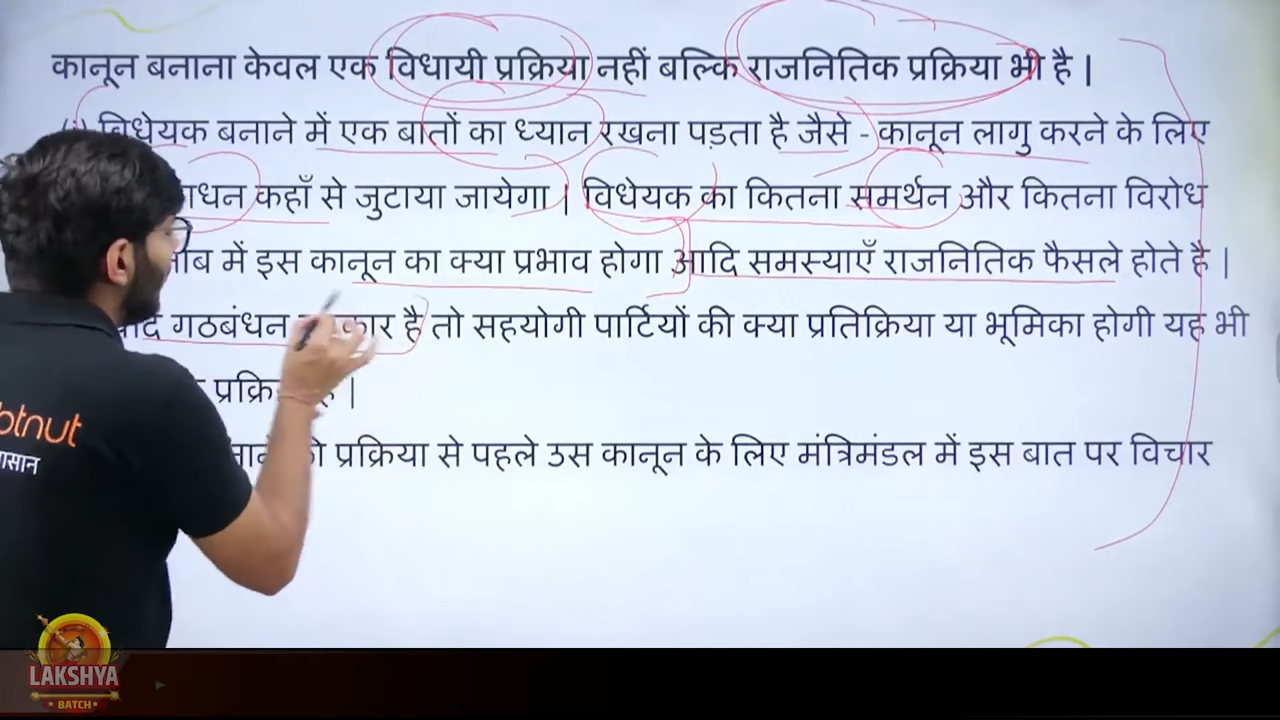 कानून बनाना केवल एक विधायी प्रक्रिया नहीं बल्कि राजनितिक प्रक्रिया भी है |
(i) विधेयक बनाने में एक बातों का ध्यान रखना पड़ता है जैसे - कानून लागु करने के लिए
कहाँ से जुटाया जायेगा | विधेयक का कितना समर्थन और कितना विरोध
में इस कानून का क्या प्रभाव होगा आदि समस्याएँ राजनितिक फैसले होते है |
गठबंधन है तो सहयोगी पार्टियों की क्या प्रतिक्रिया या भूमिका होगी यह भी
|
प्रक्रिया से पहले उस कानून के लिए मंत्रिमंडल में इस बात पर विचार
LAKSHYA
BATCH